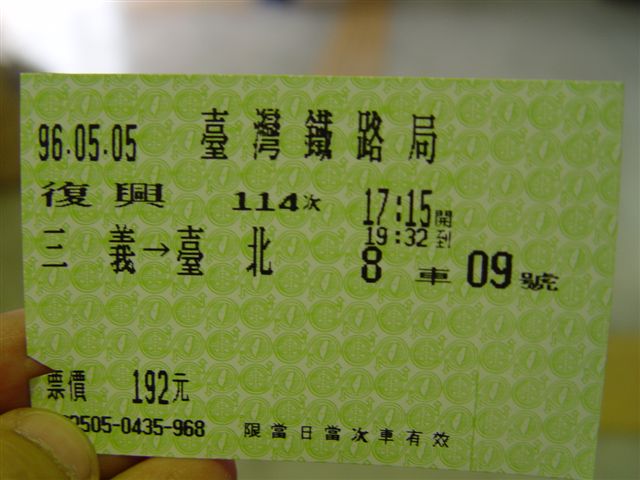 96.05.05 臺灣鐵路局
復興 114次 17:15開
19:32到
三義→臺北 8車09號
票價 192元
2505-0435-968 限當日當次車有效